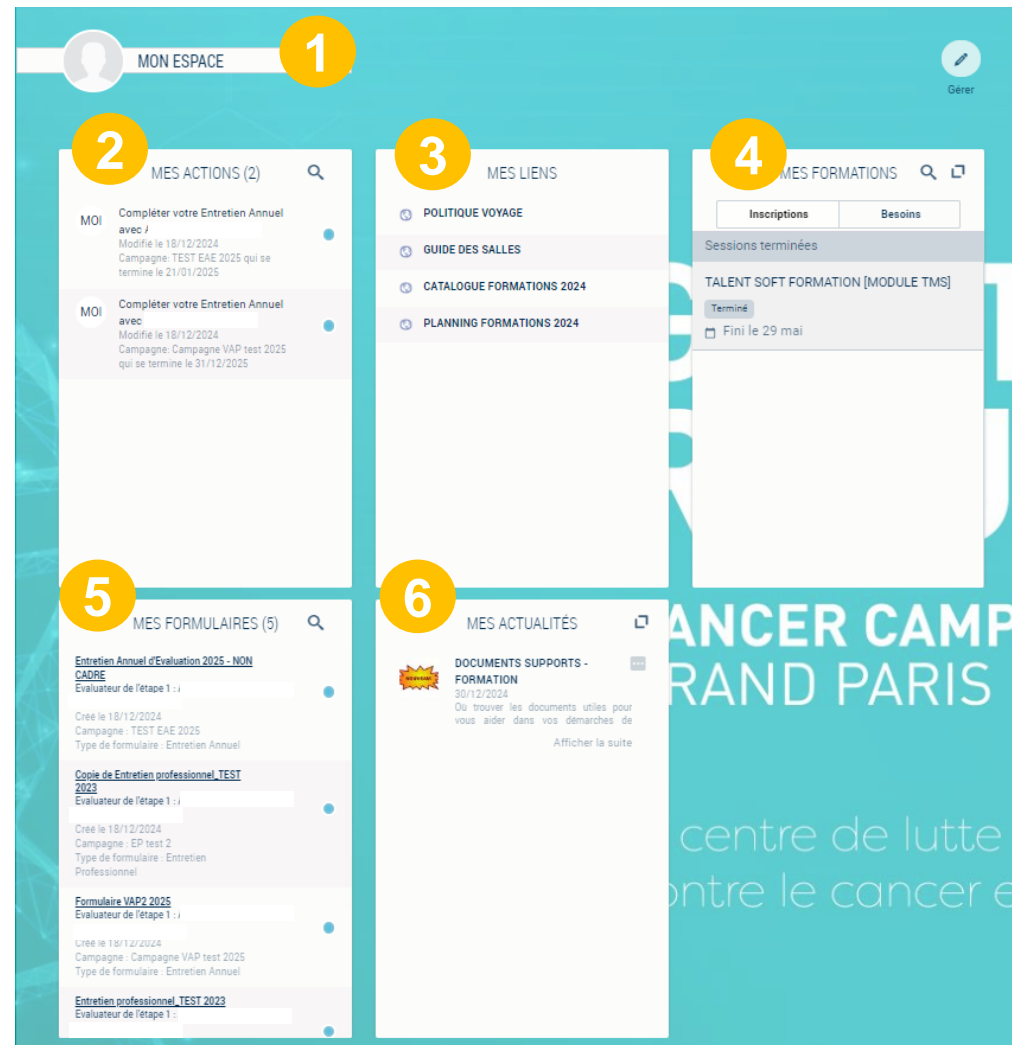 MON ESPACE
1
Gérer
2
MES ACTIONS (2)
MOI
Compléter votre Entretien Annuel
avec
Modifié le 18/12/2024
Campagne: TEST EAE 2025 qui se
termine le 21/01/2025
MOI
Compléter votre Entretien Annuel
avec
Modifié le 18/12/2024
Campagne: Campagne VAP test 2025
qui se termine le 31/12/2025
3
MES LIENS
POLITIQUE VOYAGE
GUIDE DES SALLES
CATALOGUE FORMATIONS 2024
PLANNING FORMATIONS 2024
4
MES FORMATIONS
Inscriptions
Besoins
Sessions terminées
TALENT SOFT FORMATION [MODULE TMS]
Terminé
Fini le 29 mai
5
MES FORMULAIRES (5)
Entretien Annuel d'Evaluation 2025 - NON
CADRE
Evaluateur de l'étape 1 :
Créé le 18/12/2024
Campagne : TEST EAE 2025
Type de formulaire : Entretien Annuel
Copie de Entretien professionnel_TEST
2023
Evaluateur de l'étape 1 :
Créé le 18/12/2024
Campagne : EP test 2
Type de formulaire : Entretien
Professionnel
Formulaire VAP2 2025
Evaluateur de l'étape 1 :
Créé le 18/12/2024
Campagne : Campagne VAP test 2025
Type de formulaire : Entretien Annuel
Entretien professionnel_TEST 2023
Evaluateur de l'étape 1 :
6
MES ACTUALITÉS
NOUVEAU
DOCUMENTS SUPPORTS -
FORMATION
30/12/2024
Où trouver les documents utiles pour
vous aider dans vos démarches de
Afficher la suite
ANCER CAMP
RAND PARIS
centre de lutte
ontre le cancer e